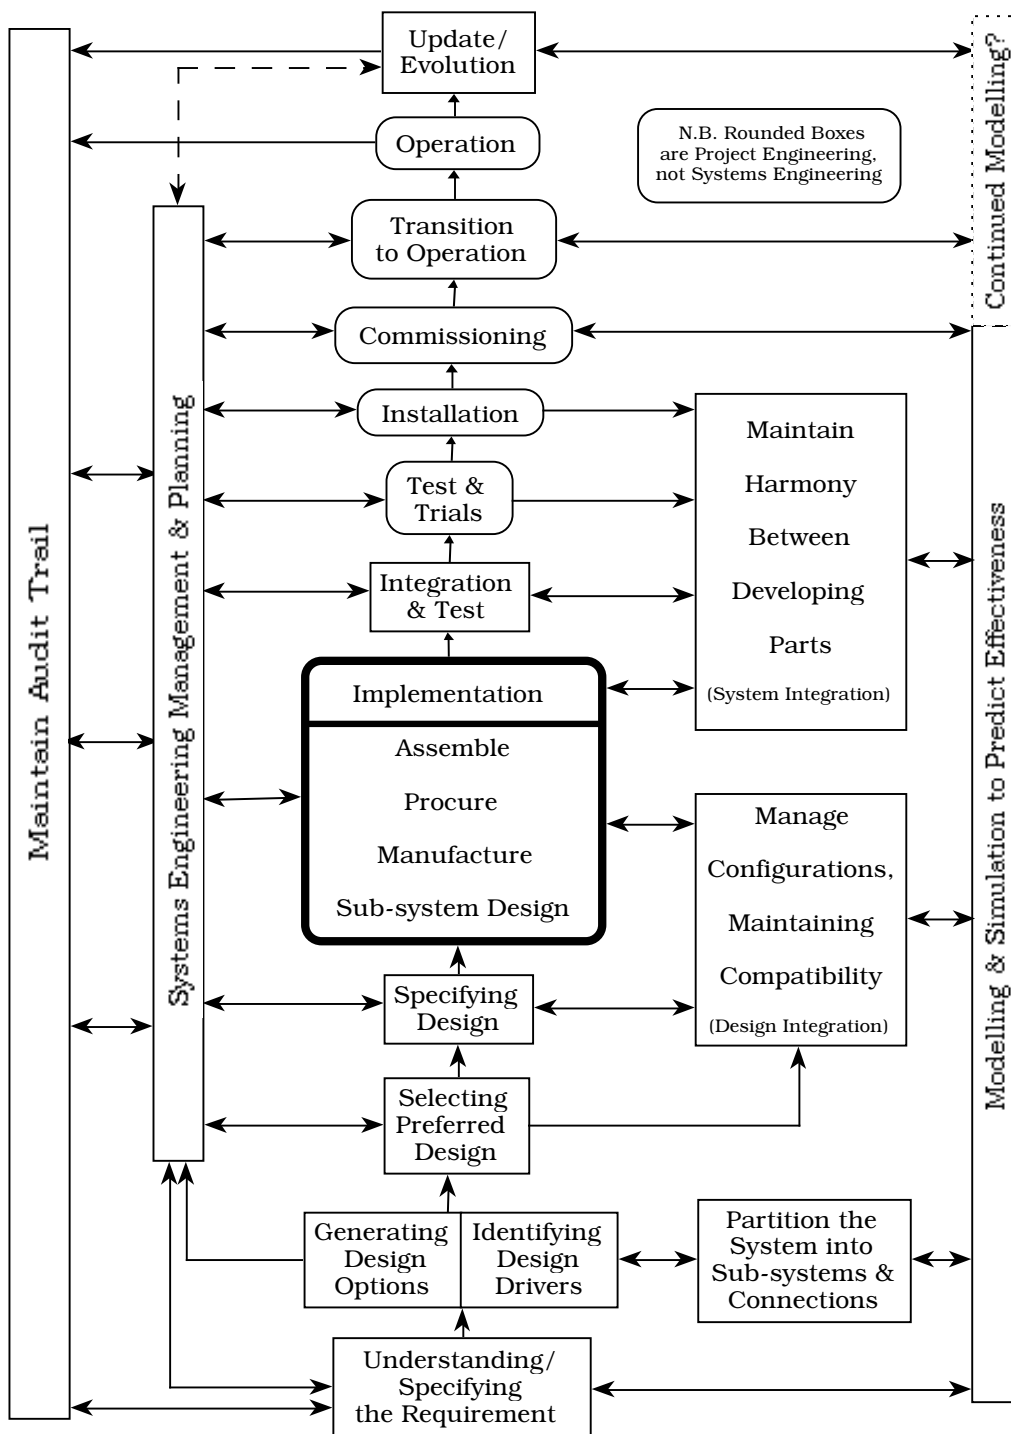 Update/
Evolution
Operation
N.B. Rounded Boxes
are Project Engineering,
not Systems Engineering
Transition
to Operation
Commissioning
Installation
Test &
Trials
Integration
& Test
Implementation
Assemble
Procure
Manufacture
Sub-system Design
Specifying
Design
Selecting
Preferred
Design
Generating
Design
Options
Identifying
Design
Drivers
Understanding/
Specifying
the Requirement
Maintain
Harmony
Between
Developing
Parts
(System Integration)
Manage
Configurations,
Maintaining
Compatibility
(Design Integration)
Partition the
System into
Sub-systems &
Connections
Maintain Audit Trail
Systems Engineering Management & Planning
Continued Modelling?
Modelling & Simulation to Predict Effectiveness